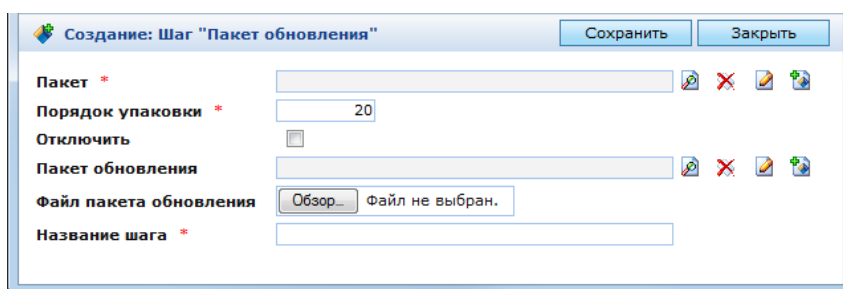 Создание: Шаг "Пакет обновления"
Сохранить
Закрыть
Пакет *
Порядок упаковки * 20
Отключить
Пакет обновления
Файл пакета обновления Обзор... Файл не выбран.
Название шага *